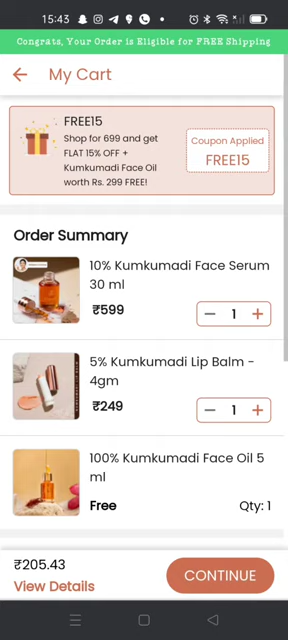 15:43
Congrats, Your Order is Eligible for FREE Shipping
My Cart
FREE15
Shop for 699 and get
FLAT 15% OFF +
Kumkumadi Face Oil
worth Rs. 299 FREE!
Coupon Applied
FREE15
Order Summary
10% Kumkumadi Face Serum
30 ml
₹599
1
5% Kumkumadi Lip Balm -
4gm
₹249
1
100% Kumkumadi Face Oil 5
ml
Free
Qty: 1
₹205.43
View Details
CONTINUE